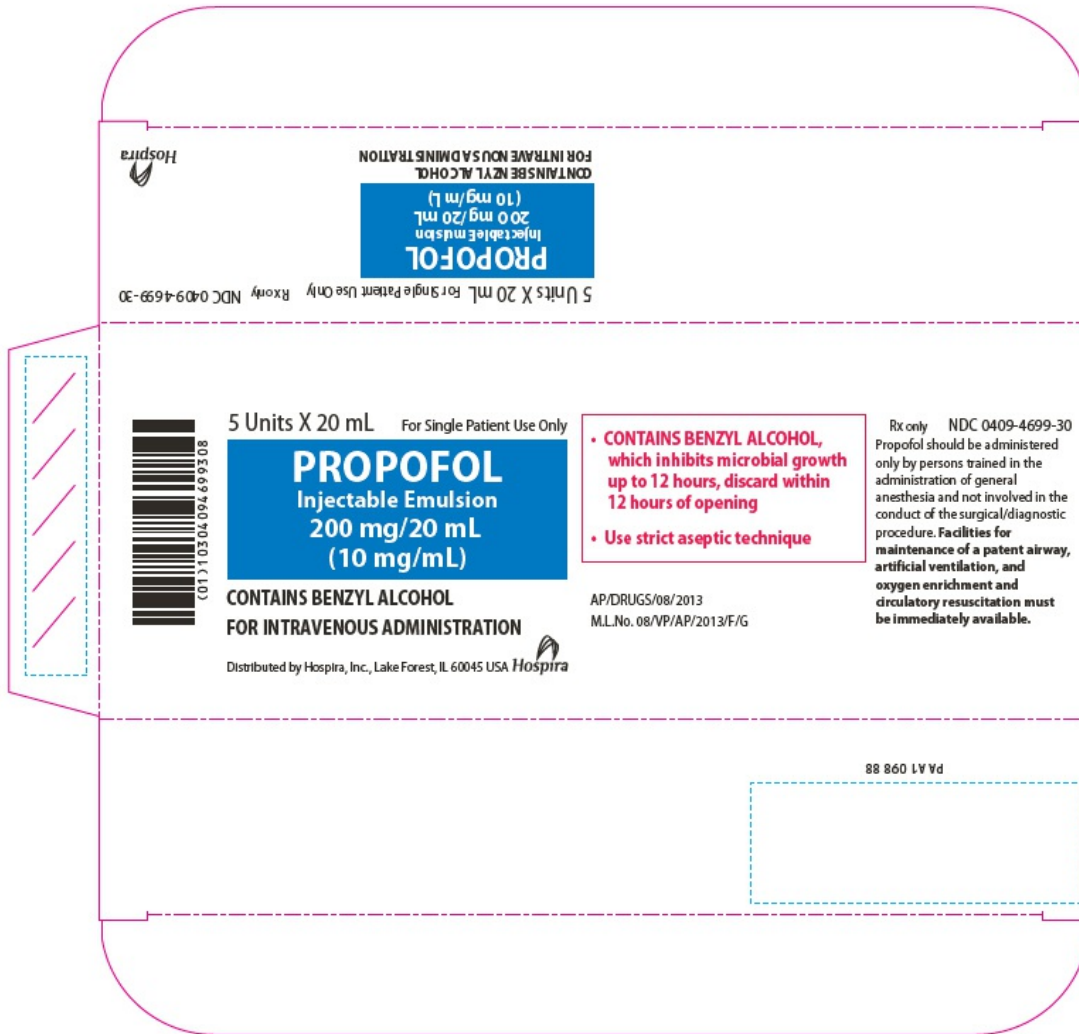 Hospira
FOR INTRAVENOUS ADMINISTRATION
CONTAINS BENZYL ALCOHOL
5 Units X 20 mL For Single Patient Use Only Rx only NDC 0409-4699-30
PROPOFOL
Injectable Emulsion
200 mg/20 mL
(10 mg/mL)
(01)10304094699308
5 Units X 20 mL For Single Patient Use Only
PROPOFOL
Injectable Emulsion
200 mg/20 mL
(10 mg/mL)
CONTAINS BENZYL ALCOHOL
FOR INTRAVENOUS ADMINISTRATION
Distributed by Hospira, Inc., Lake Forest, IL 60045 USA Hospira
• CONTAINS BENZYL ALCOHOL,
which inhibits microbial growth
up to 12 hours, discard within
12 hours of opening
• Use strict aseptic technique
AP/DRUGS/08/2013
M.L.No. 08/VP/AP/2013/F/G
Rx only NDC 0409-4699-30
Propofol should be administered
only by persons trained in the
administration of general
anesthesia and not involved in the
conduct of the surgical/diagnostic
procedure. Facilities for
maintenance of a patent airway,
artificial ventilation, and
oxygen enrichment and
circulatory resuscitation must
be immediately available.
PA A1 098 88